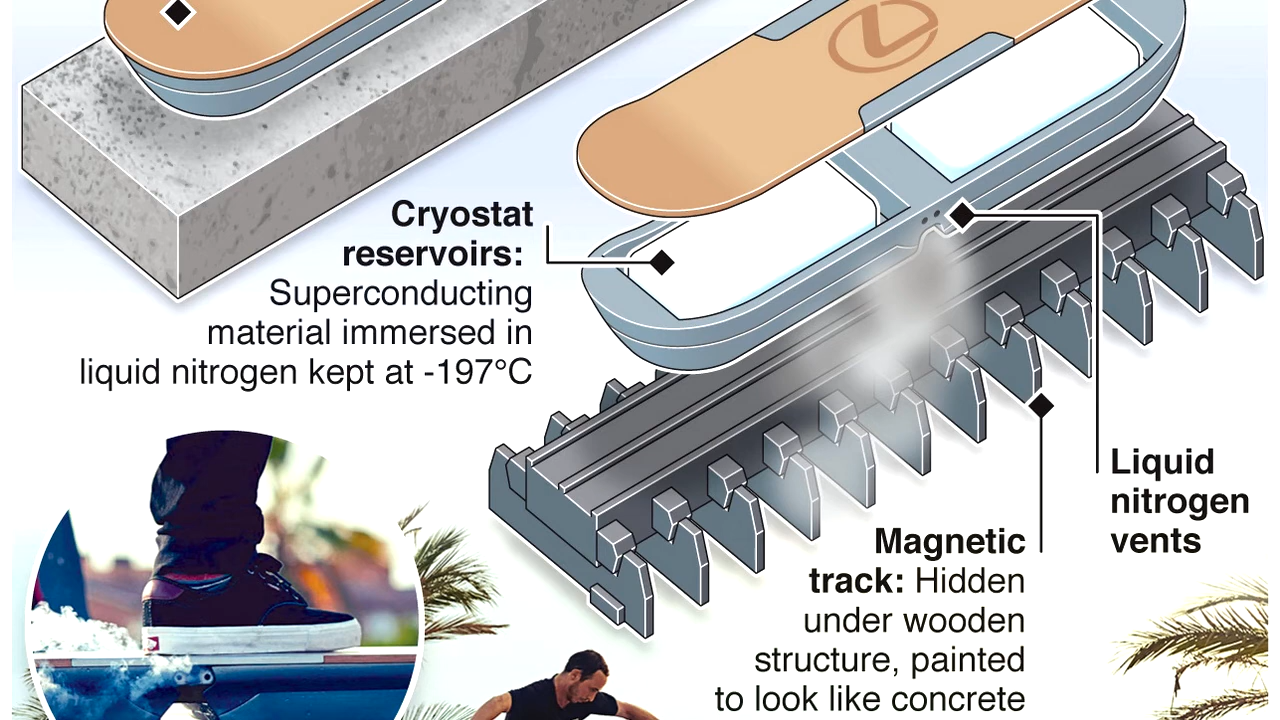 Cryostat
reservoirs:
Superconducting
material immersed in
liquid nitrogen kept at -197°C
Liquid
nitrogen
vents
Magnetic
track: Hidden
under wooden
structure, painted
to look like concrete